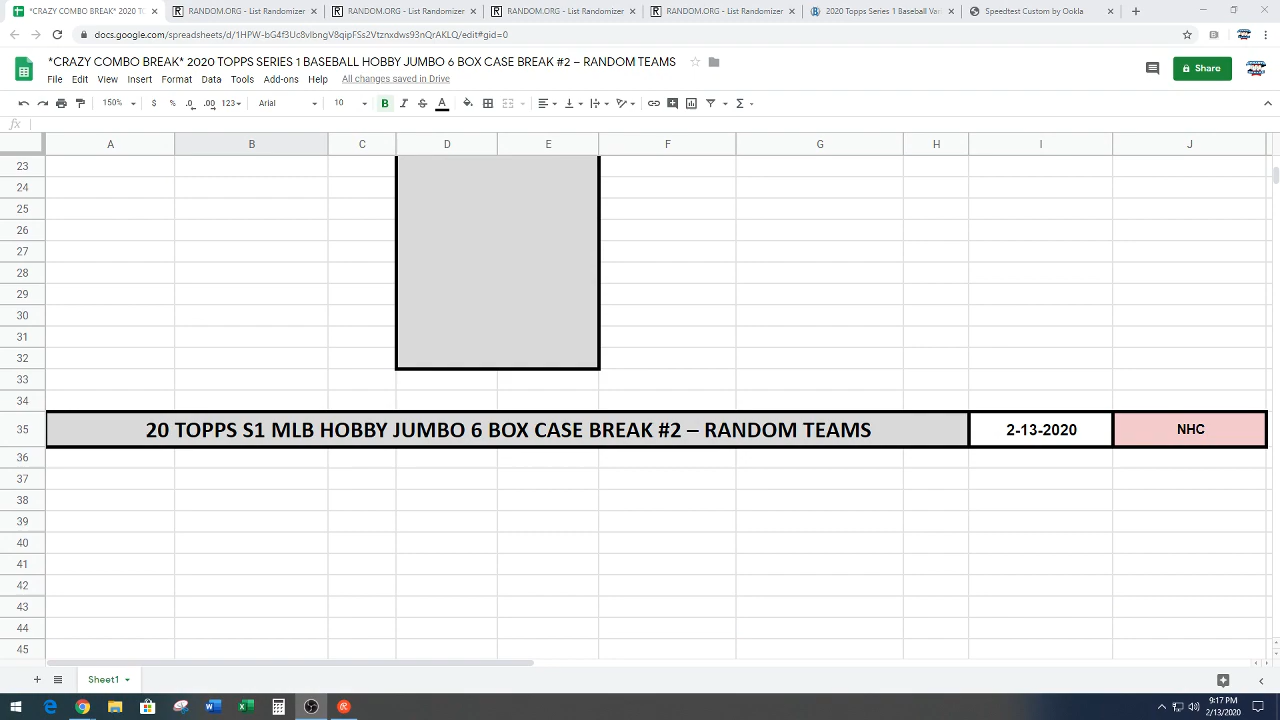 *CRAZY COMBO BREAK* 2020 TO
RANDOM.ORG - List Randomizer
RANDOM.ORG - List Randomizer
RANDOM.ORG - List Randomizer
RANDOM.ORG - List Randomizer
2020 Topps Series 1 Baseball Var
Speedtest Custom by Ookla
docs.google.com/spreadsheets/d/1HPW-bG4f3Uc8vlbngV8qipFSs2Vtznxdws93nQrAKLQ/edit#gid=0
*CRAZY COMBO BREAK* 2020 TOPPS SERIES 1 BASEBALL HOBBY JUMBO 6 BOX CASE BREAK #2 – RANDOM TEAMS
Share
File Edit View Insert Format Data Tools Add-ons Help All changes saved in Drive
150% $ % .0 .00 123 Arial 10 B I S A
fx
A B C D E F G H I J
23
24
25
26
27
28
29
30
31
32
33
34
35 20 TOPPS S1 MLB HOBBY JUMBO 6 BOX CASE BREAK #2 – RANDOM TEAMS 2-13-2020 NHC
36
37
38
39
40
41
42
43
44
45
Sheet1
9:17 PM
2/13/2020